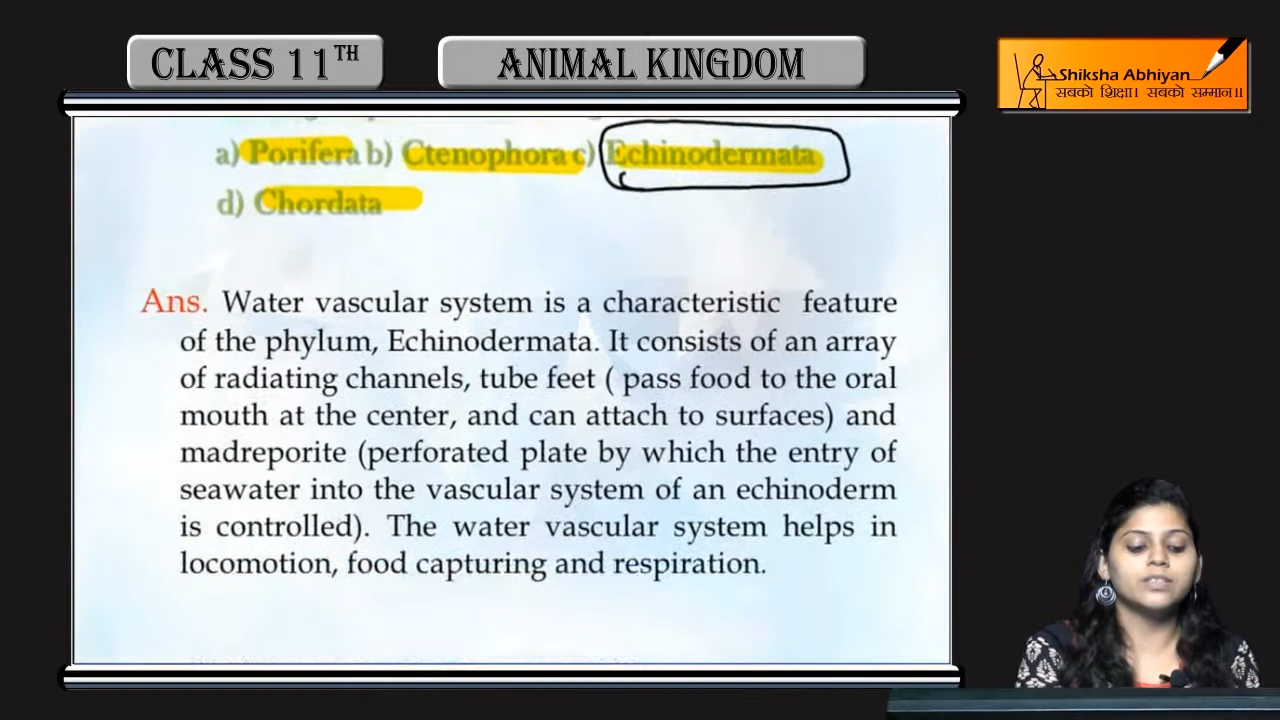 CLASS 11TH
ANIMAL KINGDOM
Shiksha Abhiyan
सबको शिक्षा। सबको सम्मान॥
a) Porifera b) Ctenophora c) Echinodermata
d) Chordata
Ans. Water vascular system is a characteristic feature
of the phylum, Echinodermata. It consists of an array
of radiating channels, tube feet ( pass food to the oral
mouth at the center, and can attach to surfaces) and
madreporite (perforated plate by which the entry of
seawater into the vascular system of an echinoderm
is controlled). The water vascular system helps in
locomotion, food capturing and respiration.